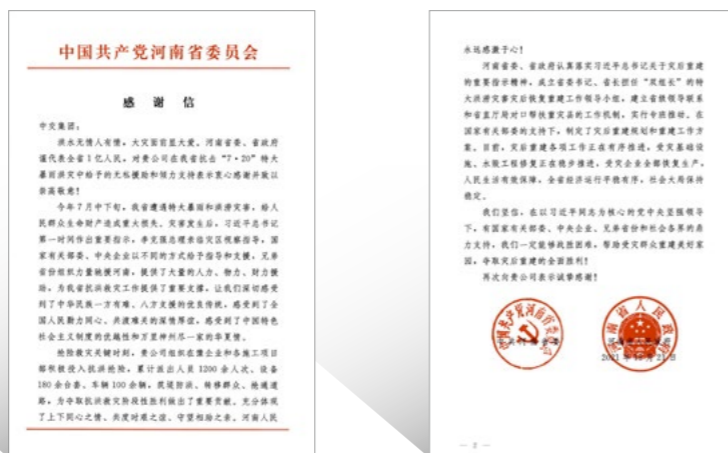 中国共产党河南省委员会
感 谢 信
中交集团：
洪水无情人有情，大灾面前显大爱。河南省委、省政府
谨代表全省1亿人民，对贵公司在我省抗击“7·20”特大
暴雨洪灾中给予的无私援助和倾力支持表示衷心感谢并致以
崇高敬意！
今年7月中下旬，我省遭遇特大暴雨和洪涝灾害，给人
民群众生命财产造成重大损失。灾害发生后，习近平总书记
第一时间作出重要指示，李克强总理亲临灾区视察指导，国
家有关部委、中央企业以不同的方式给予指导和支援，兄弟
省份组织力量驰援河南，提供了大量的人力、物力、财力援
助，为我省抗洪救灾工作提供了重要支撑，让我们深切感受
到了中华民族一方有难、八方支援的优良传统，感受到了全
国人民勠力同心、共渡难关的深情厚谊，感受到了中国特色
社会主义制度的优越性和万里神州尽一家的华夏情。
抢险救灾关键时刻，贵公司组织在豫企业和各施工项目
部积极投入抗洪抢险，累计派出人员1200余人次、设备
180余台套、车辆100余辆，筑堤防洪、转移群众、抢通道
路，为夺取抗洪救灾阶段性胜利做出了重要贡献，充分体现
了上下同心之情、共度时艰之谊、守望相助之亲。河南人民
永远感激于心！
河南省委、省政府认真落实习近平总书记关于灾后重建
的重要指示精神，成立省委书记、省长担任“双组长”的特
大洪涝灾害灾后恢复重建工作领导小组，建立省级领导联系
和省直厅局对口帮扶重灾县的工作机制，实行专班推动。在
国家有关部委的支持下，制定了灾后重建规划和重建工作方
案。目前，灾后重建各项工作正在有序推进，受灾基础设
施、水毁工程修复正在稳步推进，受灾企业全部恢复生产，
人民生活有效保障，全省经济运行平稳有序，社会大局保持
稳定。
我们坚信，在以习近平同志为核心的党中央坚强领导
下，有国家有关部委、中央企业、兄弟省份和社会各界的鼎
力支持，我们一定能够战胜困难，帮助受灾群众重建美好家
园，夺取灾后重建的全面胜利！
再次向贵公司表示诚挚感谢！
中国共产党河南省委员会
河南省人民政府
— 2 —